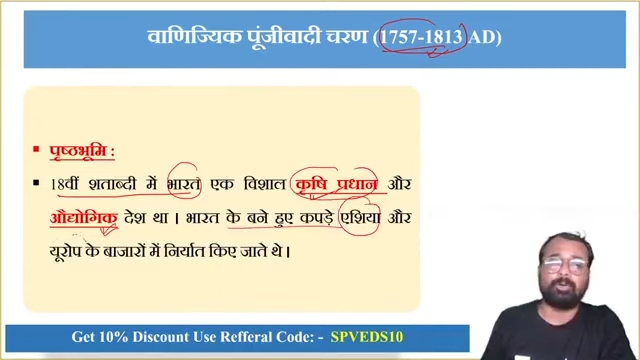 वाणिज्यिक पूंजीवादी चरण (1757-1813 AD)
पृष्ठभूमि :
18वीं शताब्दी में भारत एक विशाल कृषि प्रधान और
औद्योगिक देश था । भारत के बने हुए कपड़े एशिया और
यूरोप के बाजारों में निर्यात किए जाते थे ।
Get 10% Discount Use Refferal Code: - SPVEDS10